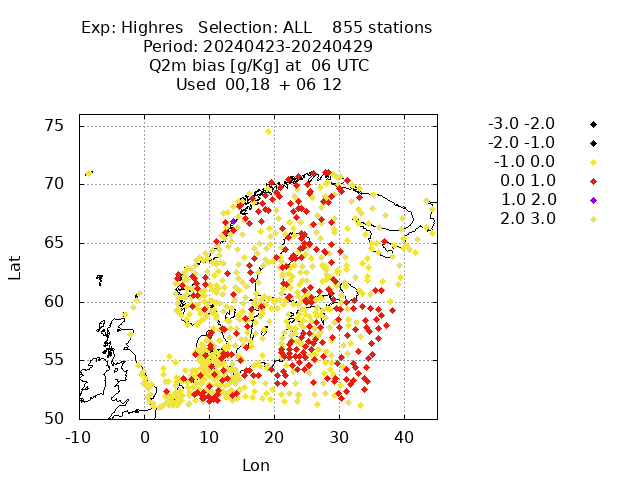 Exp: Highres Selection: ALL 855 stations
Period: 20240423-20240429
Q2m bias [g/Kg] at 06 UTC
Used 00,18 + 06 12
-3.0 -2.0
-2.0 -1.0
-1.0 0.0
0.0 1.0
1.0 2.0
2.0 3.0
75
70
65
60
55
50
Lat
-10 0 10 20 30 40
Lon